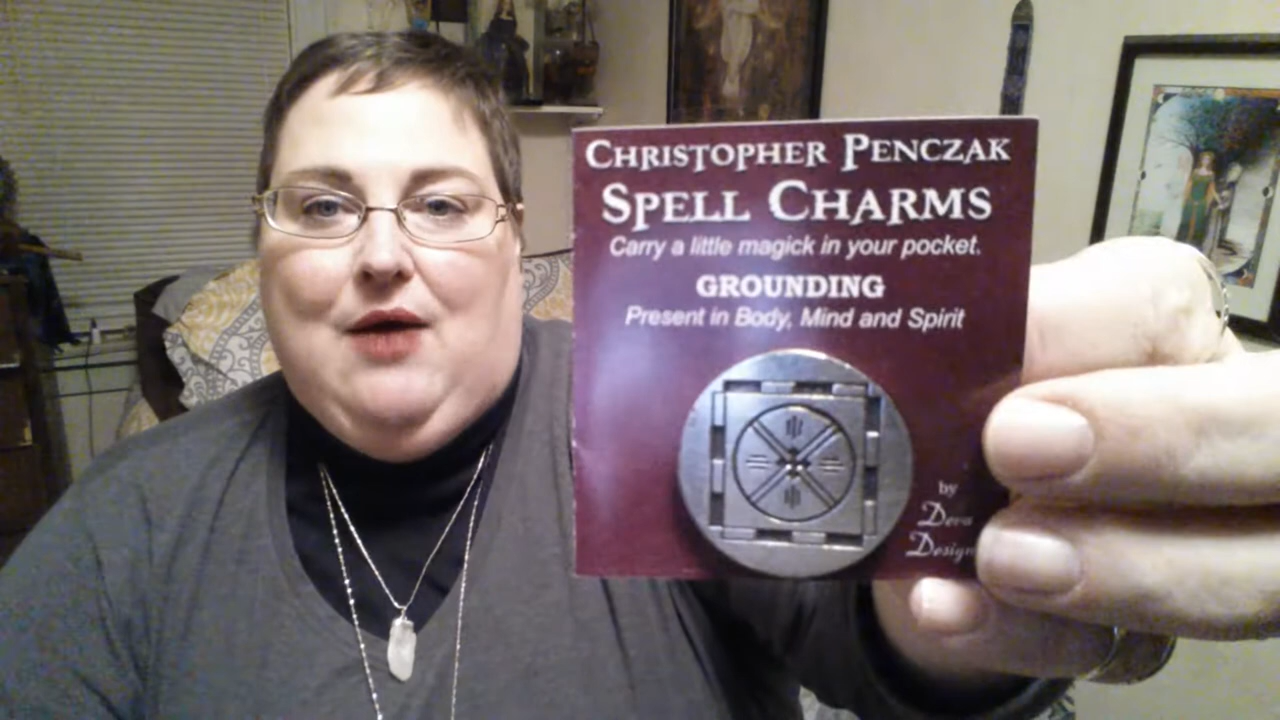 CHRISTOPHER PENCZAK
SPELL CHARMS
Carry a little magick in your pocket.
GROUNDING
Present in Body, Mind and Spirit
by
Deva
Design